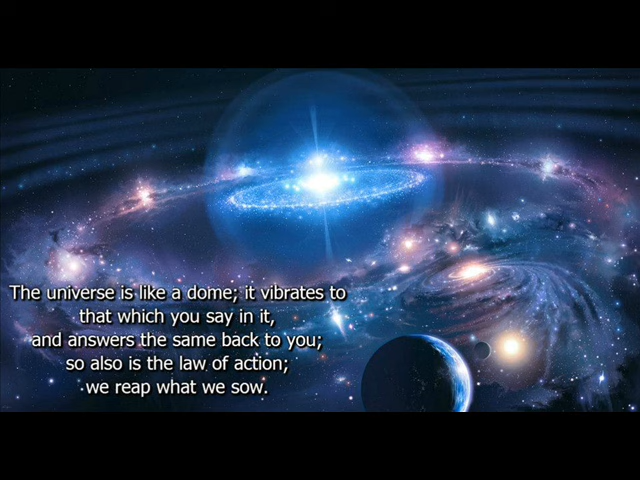 The universe is like a dome; it vibrates to
that which you say in it,
and answers the same back to you;
so also is the law of action;
we reap what we sow.